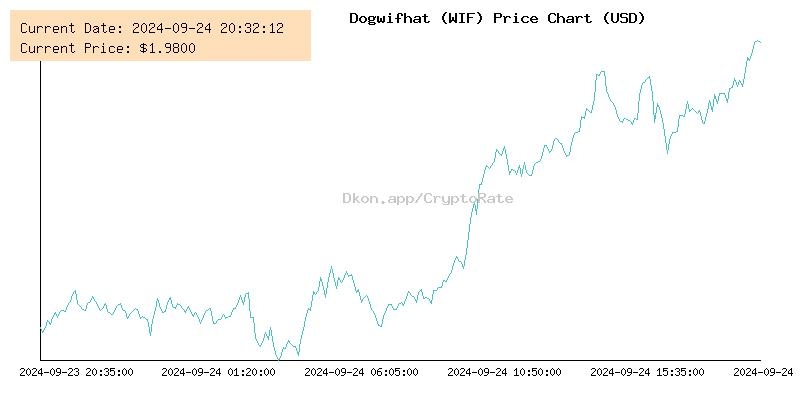 Dogwifhat (WIF) Price Chart (USD)
Current Date: 2024-09-24 20:32:12
Current Price: $1.9800
Dkon.app/CryptoRate
2024-09-23 20:35:00 2024-09-24 01:20:00 2024-09-24 06:05:00 2024-09-24 10:50:00 2024-09-24 15:35:00 2024-09-24